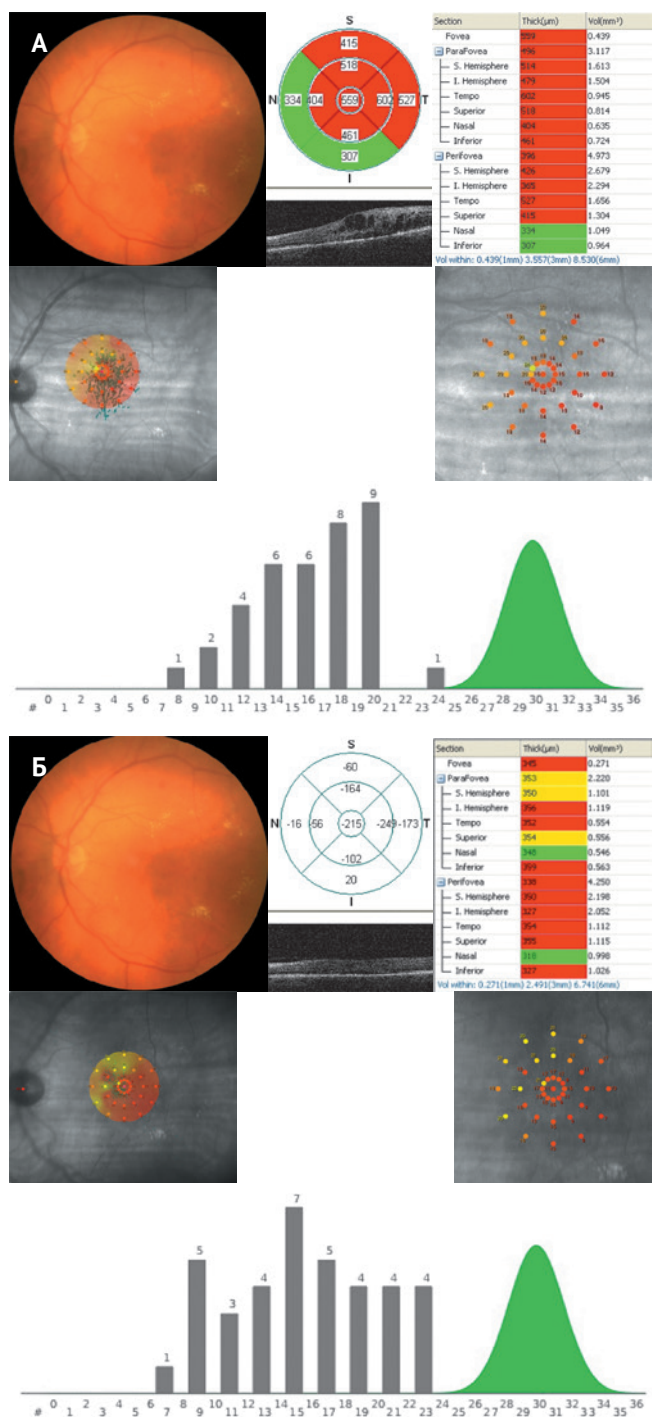 А
S
415
518
N 334 404 559 602 527 T
461
307
I
Section Thick(µm) Vol(mm³)
Fovea 559 0.439
ParaFovea 496 3.117
S. Hemisphere 514 1.613
I. Hemisphere 479 1.504
Tempo 602 0.945
Superior 518 0.814
Nasal 404 0.635
Inferior 461 0.724
Perifovea 396 4.973
S. Hemisphere 426 2.679
I. Hemisphere 365 2.294
Tempo 527 1.656
Superior 415 1.304
Nasal 334 1.049
Inferior 307 0.964
Vol within: 0.439(1mm) 3.557(3mm) 8.530(6mm)
1 2 4 6 6 8 9 1
0 2 4 6 8 10 12 14 16 18 20 22 24 26 28 30 32 34 36
# 1 3 5 7 9 11 13 15 17 19 21 23 25 27 29 31 33 35
Б
S
-60
-164
N -16 -56 -215 -249 -173 T
-102
20
I
Section Thick(µm) Vol(mm³)
Fovea 345 0.271
ParaFovea 353 2.220
S. Hemisphere 350 1.101
I. Hemisphere 356 1.119
Tempo 352 0.554
Superior 354 0.556
Nasal 348 0.546
Inferior 359 0.563
Perifovea 338 4.250
S. Hemisphere 350 2.198
I. Hemisphere 327 2.052
Tempo 354 1.112
Superior 355 1.115
Nasal 318 0.998
Inferior 327 1.026
Vol within: 0.271(1mm) 2.491(3mm) 6.741(6mm)
1 5 3 4 7 5 4 4 4
0 2 4 6 8 10 12 14 16 18 20 22 24 26 28 30 32 34 36
# 1 3 5 7 9 11 13 15 17 19 21 23 25 27 29 31 33 35